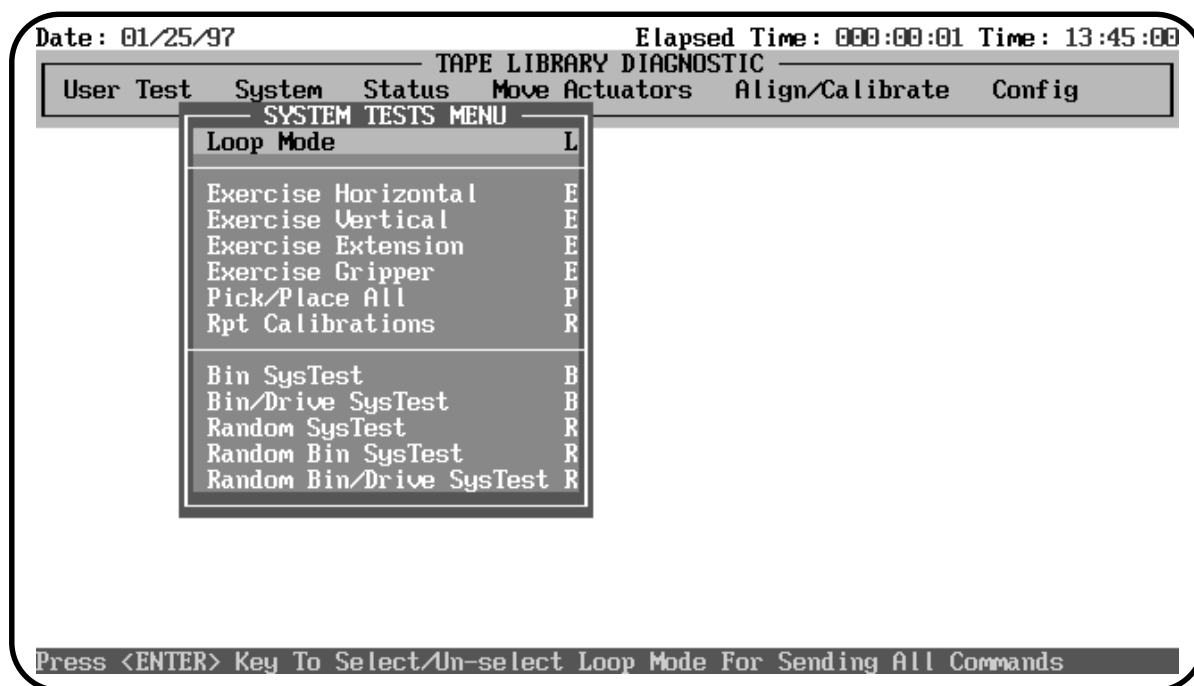 Date: 01/25/97 Elapsed Time: 000:00:01 Time: 13:45:00
TAPE LIBRARY DIAGNOSTIC
User Test System Status Move Actuators Align/Calibrate Config
SYSTEM TESTS MENU
Loop Mode L
Exercise Horizontal E
Exercise Vertical E
Exercise Extension E
Exercise Gripper E
Pick/Place All P
Rpt Calibrations R
Bin SysTest B
Bin/Drive SysTest B
Random SysTest R
Random Bin SysTest R
Random Bin/Drive SysTest R
Press <ENTER> Key To Select/Un-select Loop Mode For Sending All Commands